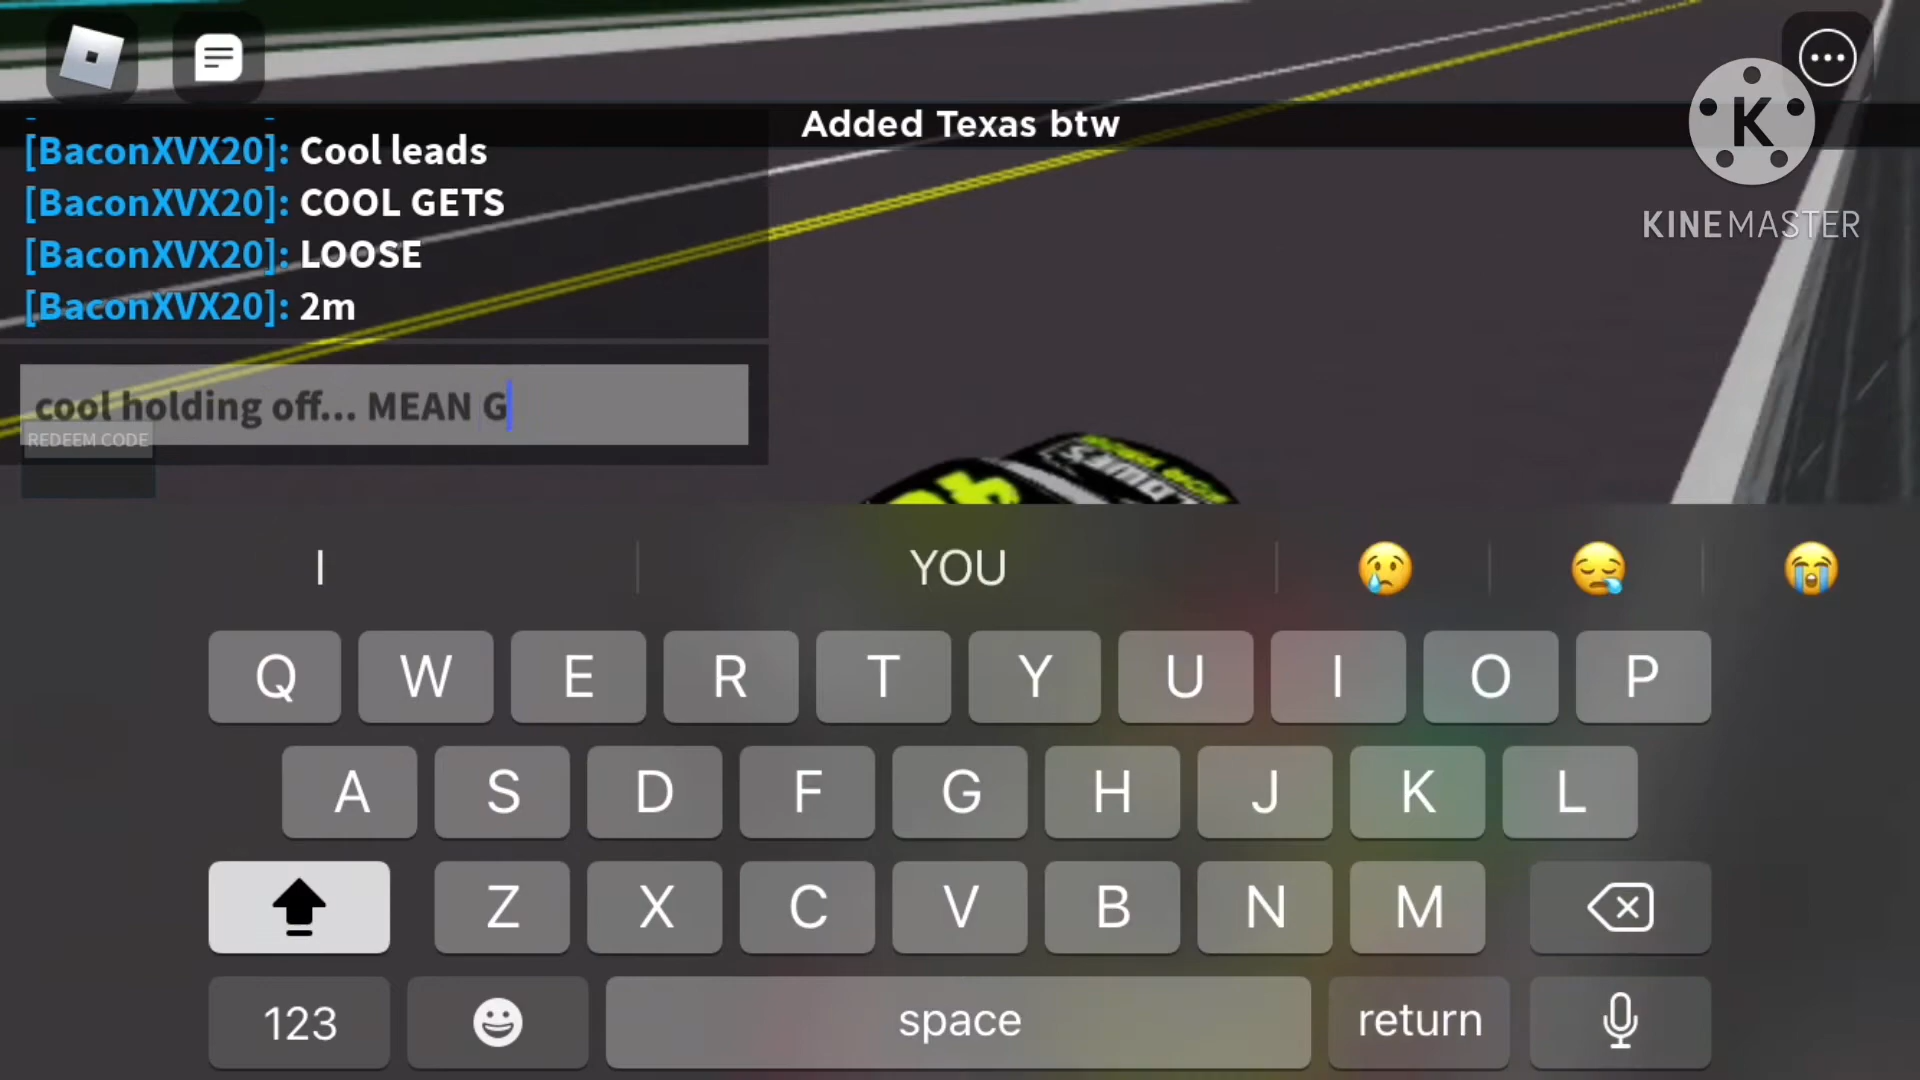 Added Texas btw
[BaconXVX20]: Cool leads
[BaconXVX20]: COOL GETS
[BaconXVX20]: LOOSE
[BaconXVX20]: 2m
cool holding off... MEAN G
REDEEM CODE
K
KINEMASTER
I YOU
Q W E R T Y U I O P
A S D F G H J K L
Z X C V B N M
123 space return